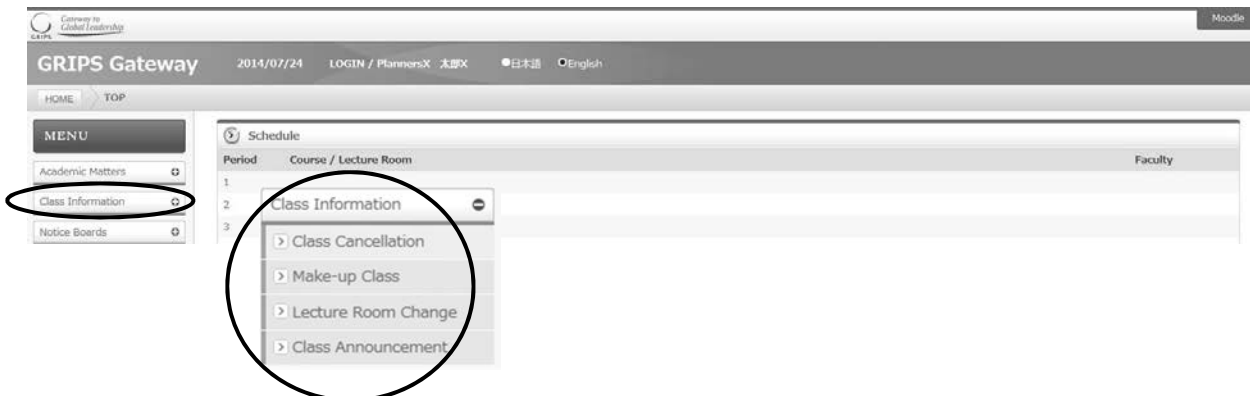 Gateway to
Global Leadership
GRIPS
Moodle
GRIPS Gateway 2014/07/24 LOGIN / PlannersX 太郎X 日本語 English
HOME TOP
MENU
Schedule
Period Course / Lecture Room Faculty
Academic Matters
1
Class Information
2
Notice Boards
3
Class Information
Class Cancellation
Make-up Class
Lecture Room Change
Class Announcement